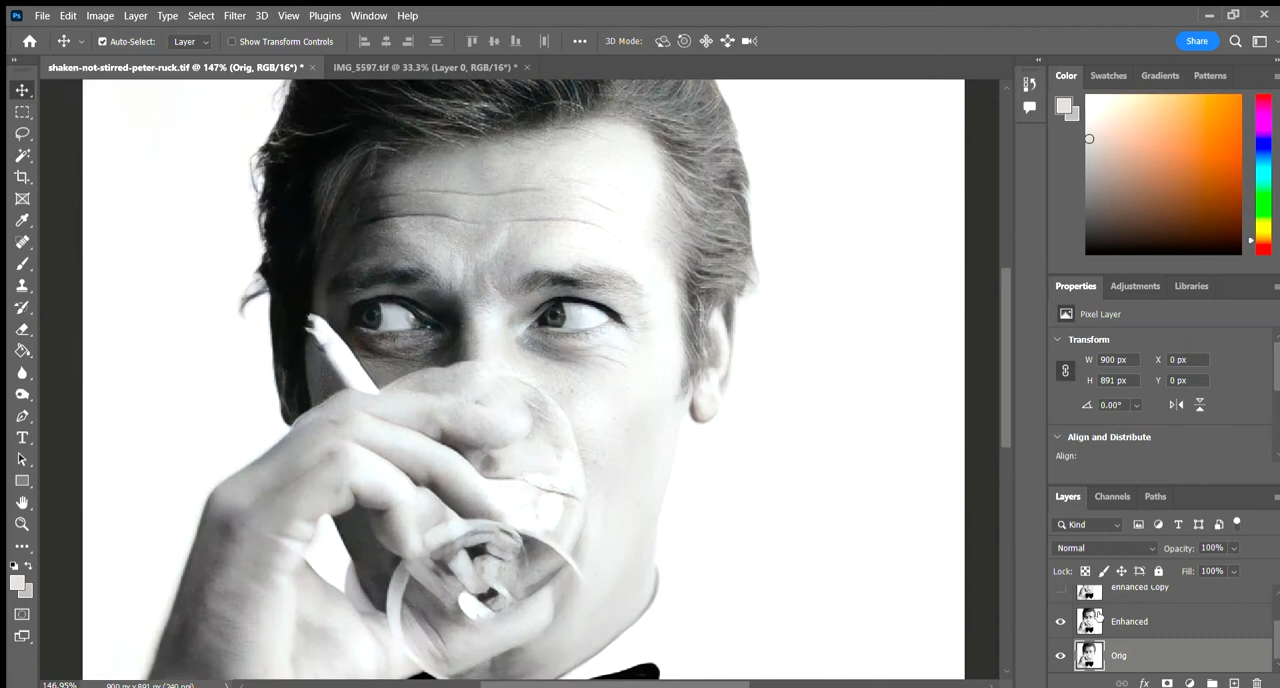 Ps File Edit Image Layer Type Select Filter 3D View Plugins Window Help
Auto-Select: Layer Show Transform Controls 3D Mode: Share
shaken-not-stirred-peter-ruck.tif @ 147% (Orig, RGB/16*) * IMG_5597.tif @ 33.3% (Layer 0, RGB/16*) *
Color Swatches Gradients Patterns
Properties Adjustments Libraries
Pixel Layer
Transform
W 900 px X 0 px
H 891 px Y 0 px
0.00°
Align and Distribute
Align:
Layers Channels Paths
Kind
Normal Opacity: 100%
Lock: Fill: 100%
enhanced Copy
Enhanced
Orig
fx
146.95% 900 px x 891 px (240 ppi)